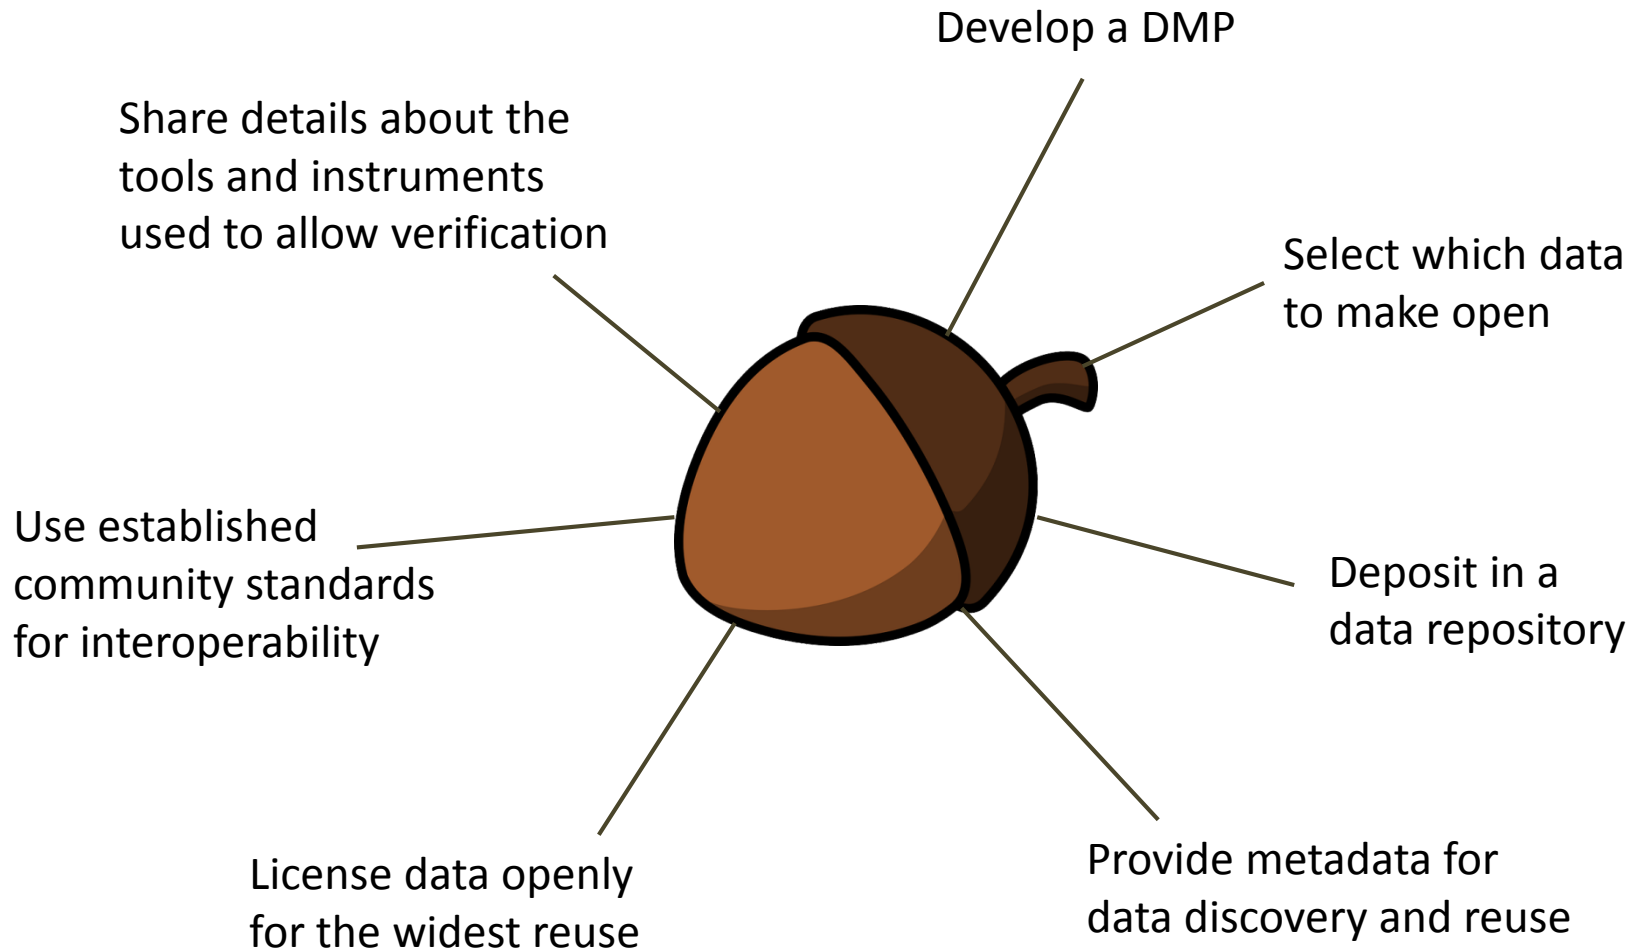 Develop a DMP
Share details about the
tools and instruments
used to allow verification
Select which data
to make open
Use established
community standards
for interoperability
Deposit in a
data repository
License data openly
for the widest reuse
Provide metadata for
data discovery and reuse